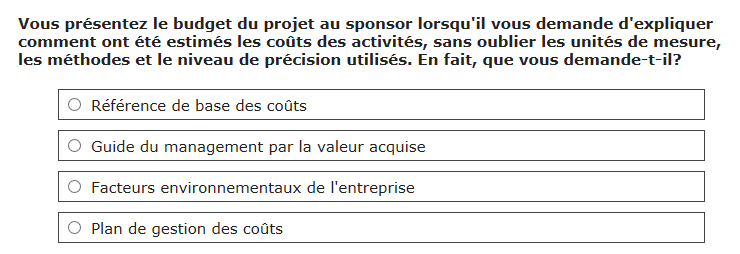 Vous présentez le budget du projet au sponsor lorsqu'il vous demande d'expliquer
comment ont été estimés les coûts des activités, sans oublier les unités de mesure,
les méthodes et le niveau de précision utilisés. En fait, que vous demande-t-il?
Référence de base des coûts
Guide du management par la valeur acquise
Facteurs environnementaux de l'entreprise
Plan de gestion des coûts